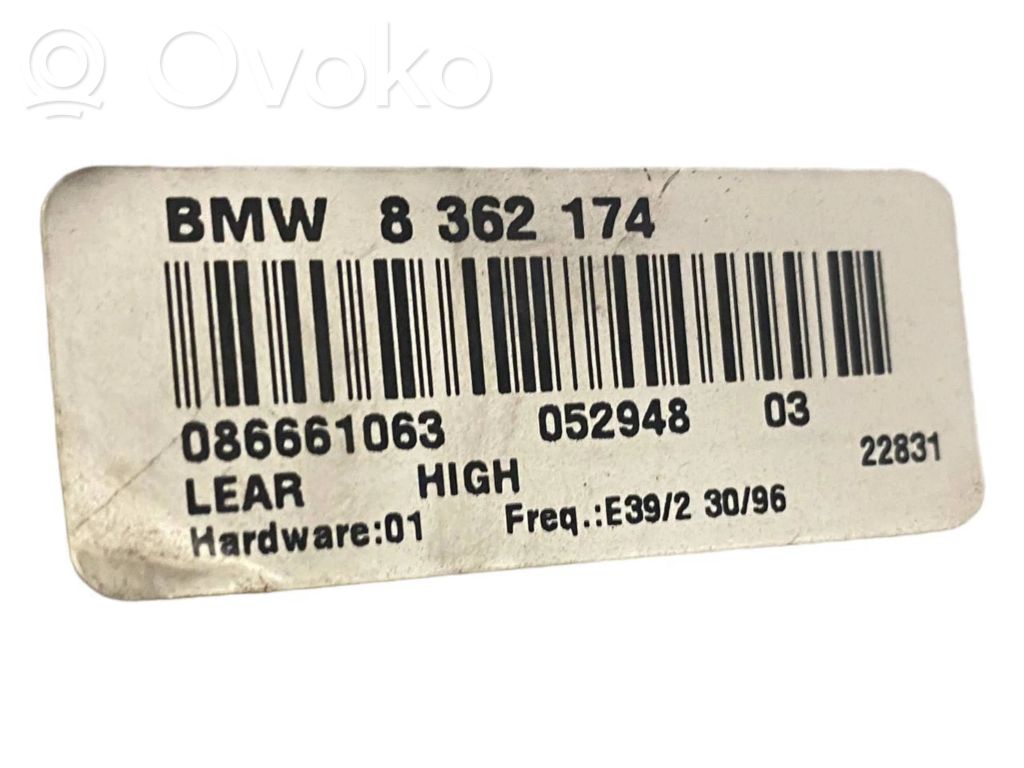 Ovoko
BMW 8 362 174
086661063 052948 03
LEAR HIGH 22831
Hardware:01 Freq.:E39/2 30/96